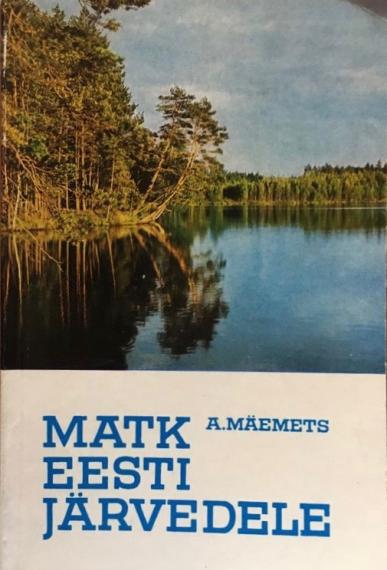 A. MÄEMETS
MATK
EESTI
JÄRVEDELE